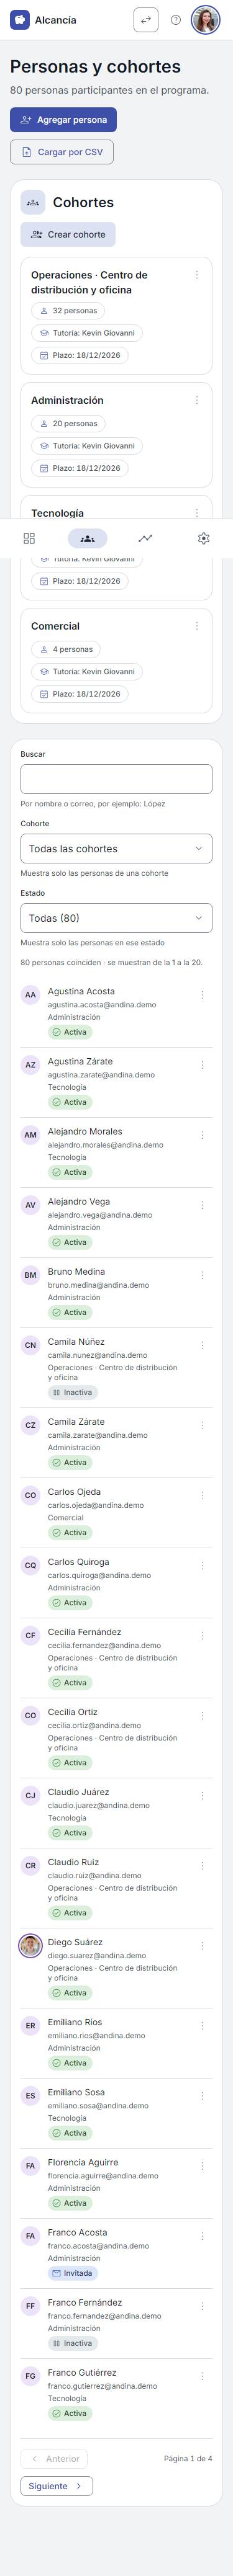 Alcancía
Personas y cohortes
80 personas participantes en el programa.
Agregar persona
Cargar por CSV
Cohortes
Crear cohorte
Operaciones · Centro de
distribución y oficina
32 personas
Tutoría: Kevin Giovanni
Plazo: 18/12/2026
Administración
20 personas
Tutoría: Kevin Giovanni
Plazo: 18/12/2026
Tecnología
Tutoría: Kevin Giovanni
Plazo: 18/12/2026
Comercial
4 personas
Tutoría: Kevin Giovanni
Plazo: 18/12/2026
Buscar
Por nombre o correo, por ejemplo: López
Cohorte
Todas las cohortes
Muestra solo las personas de una cohorte
Estado
Todas (80)
Muestra solo las personas en ese estado
80 personas coinciden · se muestran de la 1 a la 20.
AA
Agustina Acosta
agustina.acosta@andina.demo
Administración
Activa
AZ
Agustina Zárate
agustina.zarate@andina.demo
Tecnología
Activa
AM
Alejandro Morales
alejandro.morales@andina.demo
Tecnología
Activa
AV
Alejandro Vega
alejandro.vega@andina.demo
Administración
Activa
BM
Bruno Medina
bruno.medina@andina.demo
Administración
Activa
CN
Camila Núñez
camila.nunez@andina.demo
Operaciones · Centro de distribución
y oficina
Inactiva
CZ
Camila Zárate
camila.zarate@andina.demo
Administración
Activa
CO
Carlos Ojeda
carlos.ojeda@andina.demo
Comercial
Activa
CQ
Carlos Quiroga
carlos.quiroga@andina.demo
Administración
Activa
CF
Cecilia Fernández
cecilia.fernandez@andina.demo
Operaciones · Centro de distribución
y oficina
Activa
CO
Cecilia Ortiz
cecilia.ortiz@andina.demo
Operaciones · Centro de distribución
y oficina
Activa
CJ
Claudio Juárez
claudio.juarez@andina.demo
Tecnología
Activa
CR
Claudio Ruiz
claudio.ruiz@andina.demo
Operaciones · Centro de distribución
y oficina
Activa
Diego Suárez
diego.suarez@andina.demo
Operaciones · Centro de distribución
y oficina
Activa
ER
Emiliano Ríos
emiliano.rios@andina.demo
Administración
Activa
ES
Emiliano Sosa
emiliano.sosa@andina.demo
Tecnología
Activa
FA
Florencia Aguirre
florencia.aguirre@andina.demo
Administración
Activa
FA
Franco Acosta
franco.acosta@andina.demo
Administración
Invitada
FF
Franco Fernández
franco.fernandez@andina.demo
Administración
Inactiva
FG
Franco Gutiérrez
franco.gutierrez@andina.demo
Tecnología
Activa
Anterior
Página 1 de 4
Siguiente